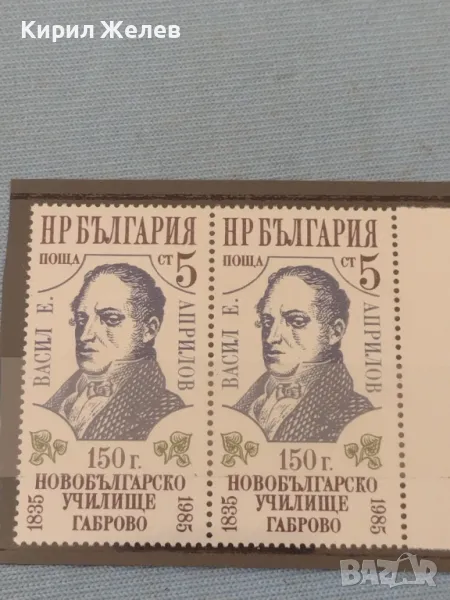 Кирил Желев
НР БЪЛГАРИЯ
ПОЩА СТ 5
ВАСИЛ Е. АПРИЛОВ
150 г.
НОВОБЪЛГАРСКО
УЧИЛИЩЕ
ГАБРОВО
1835 1985
НР БЪЛГАРИЯ
ПОЩА СТ 5
ВАСИЛ Е. АПРИЛОВ
150 г.
НОВОБЪЛГАРСКО
УЧИЛИЩЕ
ГАБРОВО
1835 1985
BAZAR